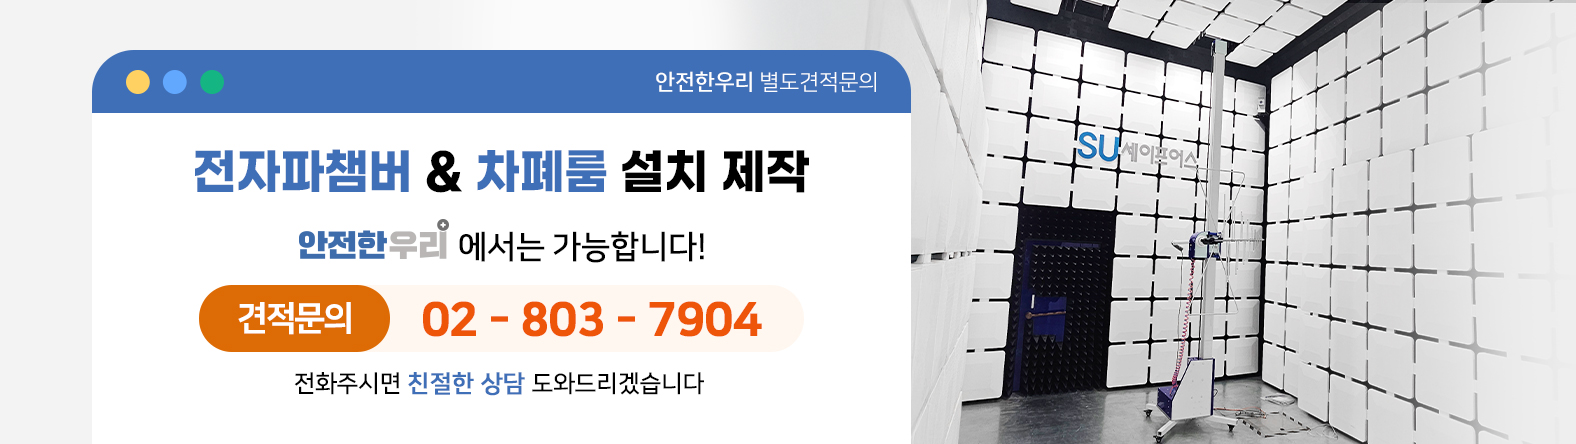 안전한우리 별도견적문의
전자파챔버 & 차폐룸 설치 제작
안전한우리 에서는 가능합니다!
견적문의 02 - 803 - 7904
전화주시면 친절한 상담 도와드리겠습니다
SU 세이프어스